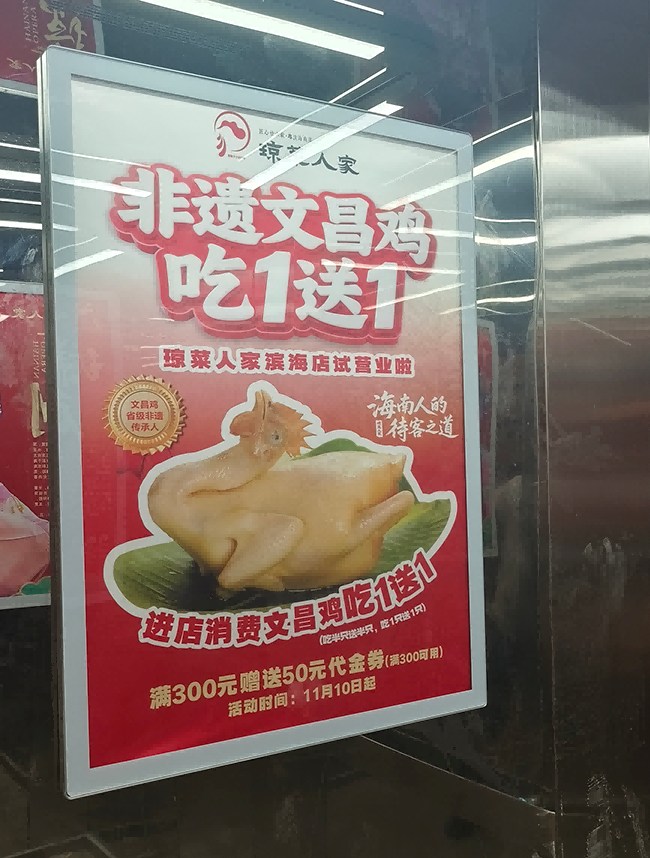 琼菜人家
非遗文昌鸡
吃1送1
琼菜人家滨海店试营业啦
文昌鸡
省级非遗
传承人
海南人的
待客之道
进店消费文昌鸡吃1送1
(吃半只送半只，吃1只送1只)
满300元赠送50元代金券(满300可用)
活动时间：11月10日起